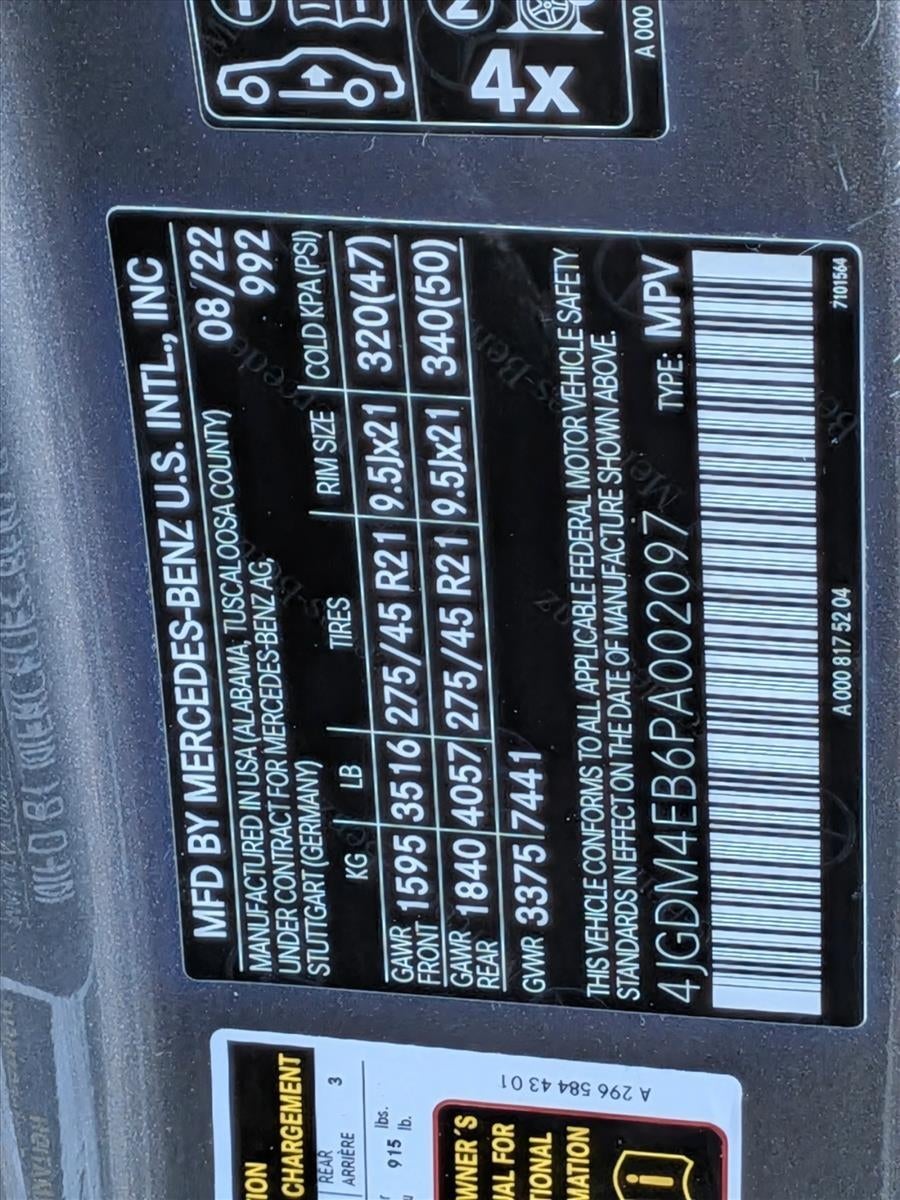 1
2
4x
A 000
MFD BY MERCEDES-BENZ U.S. INTL., INC
MANUFACTURED IN USA (ALABAMA, TUSCALOOSA COUNTY) 08/22
UNDER CONTRACT FOR MERCEDES-BENZ AG, 992
STUTTGART (GERMANY)
KG LB TIRES RIM SIZE COLD KPA (PSI)
GAWR FRONT 1595 3516 275/45 R21 9.5Jx21 320(47)
GAWR REAR 1840 4057 275/45 R21 9.5Jx21 340(50)
GVWR 3375 7441
THIS VEHICLE CONFORMS TO ALL APPLICABLE FEDERAL MOTOR VEHICLE SAFETY
STANDARDS IN EFFECT ON THE DATE OF MANUFACTURE SHOWN ABOVE.
4JGDM4EB6PA002097 TYPE: MPV
A 000 817 52 04 7101564
CHARGEMENT
REAR
ARRIÈRE 3
lbs.
915 lb.
A 296 584 43 01
WNER'S
AL FOR
TIONAL
MATION
i